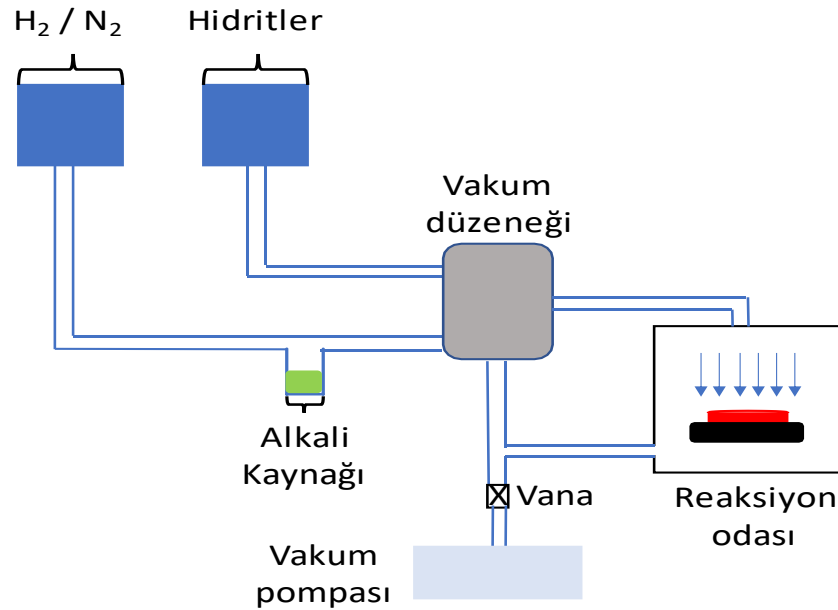 H₂ / N₂
Hidritler
Vakum
düzeneği
Alkali
Kaynağı
X Vana
Reaksiyon
odası
Vakum
pompası